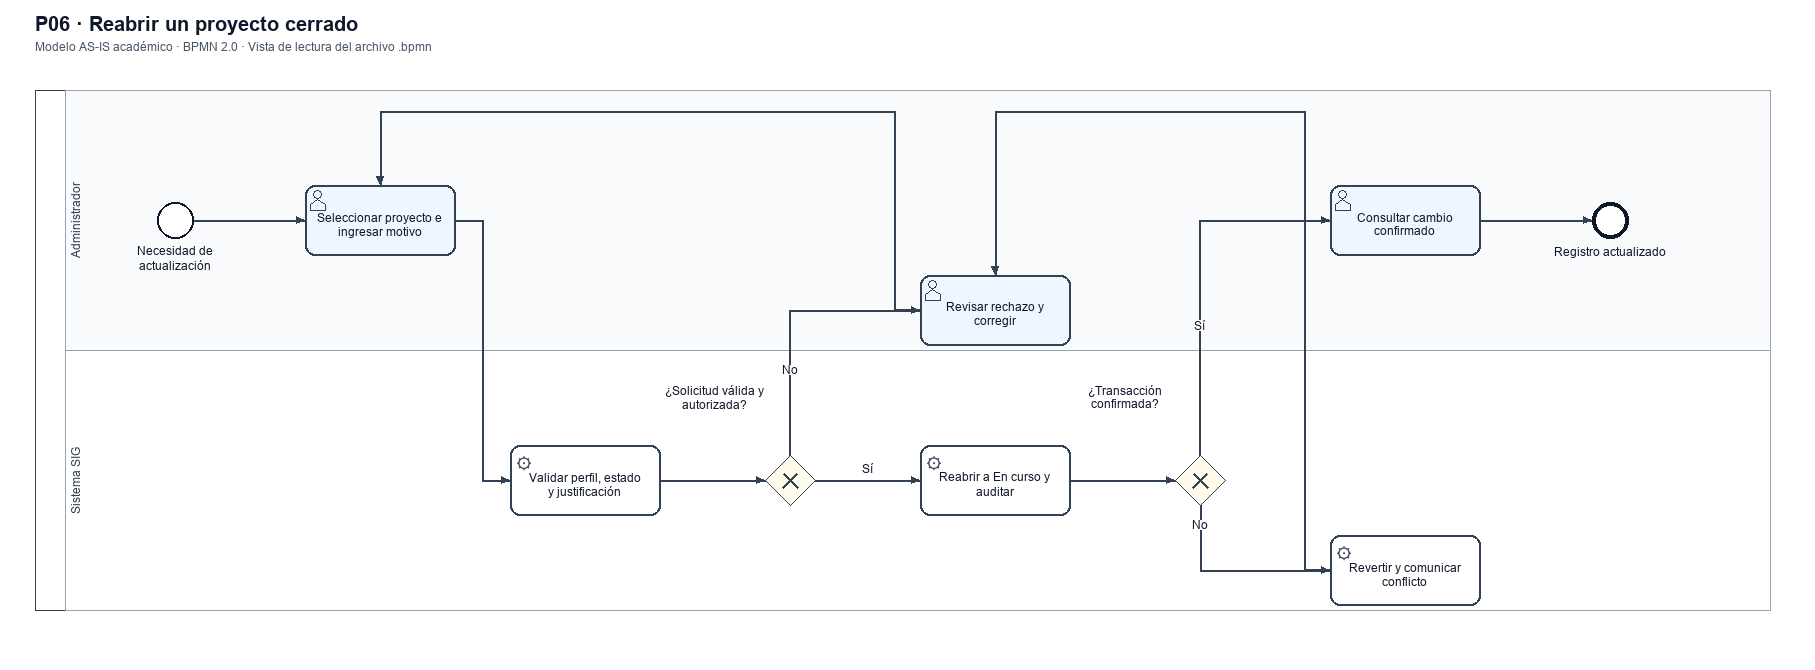 P06 · Reabrir un proyecto cerrado
Modelo AS-IS académico · BPMN 2.0 · Vista de lectura del archivo .bpmn
Administrador
Necesidad de
actualización
Seleccionar proyecto e
ingresar motivo
Revisar rechazo y
corregir
Consultar cambio
confirmado
Registro actualizado
Sí
Sistema SIG
Validar perfil, estado
y justificación
¿Solicitud válida y
autorizada?
No
Sí
Reabrir a En curso y
auditar
¿Transacción
confirmada?
No
Revertir y comunicar
conflicto